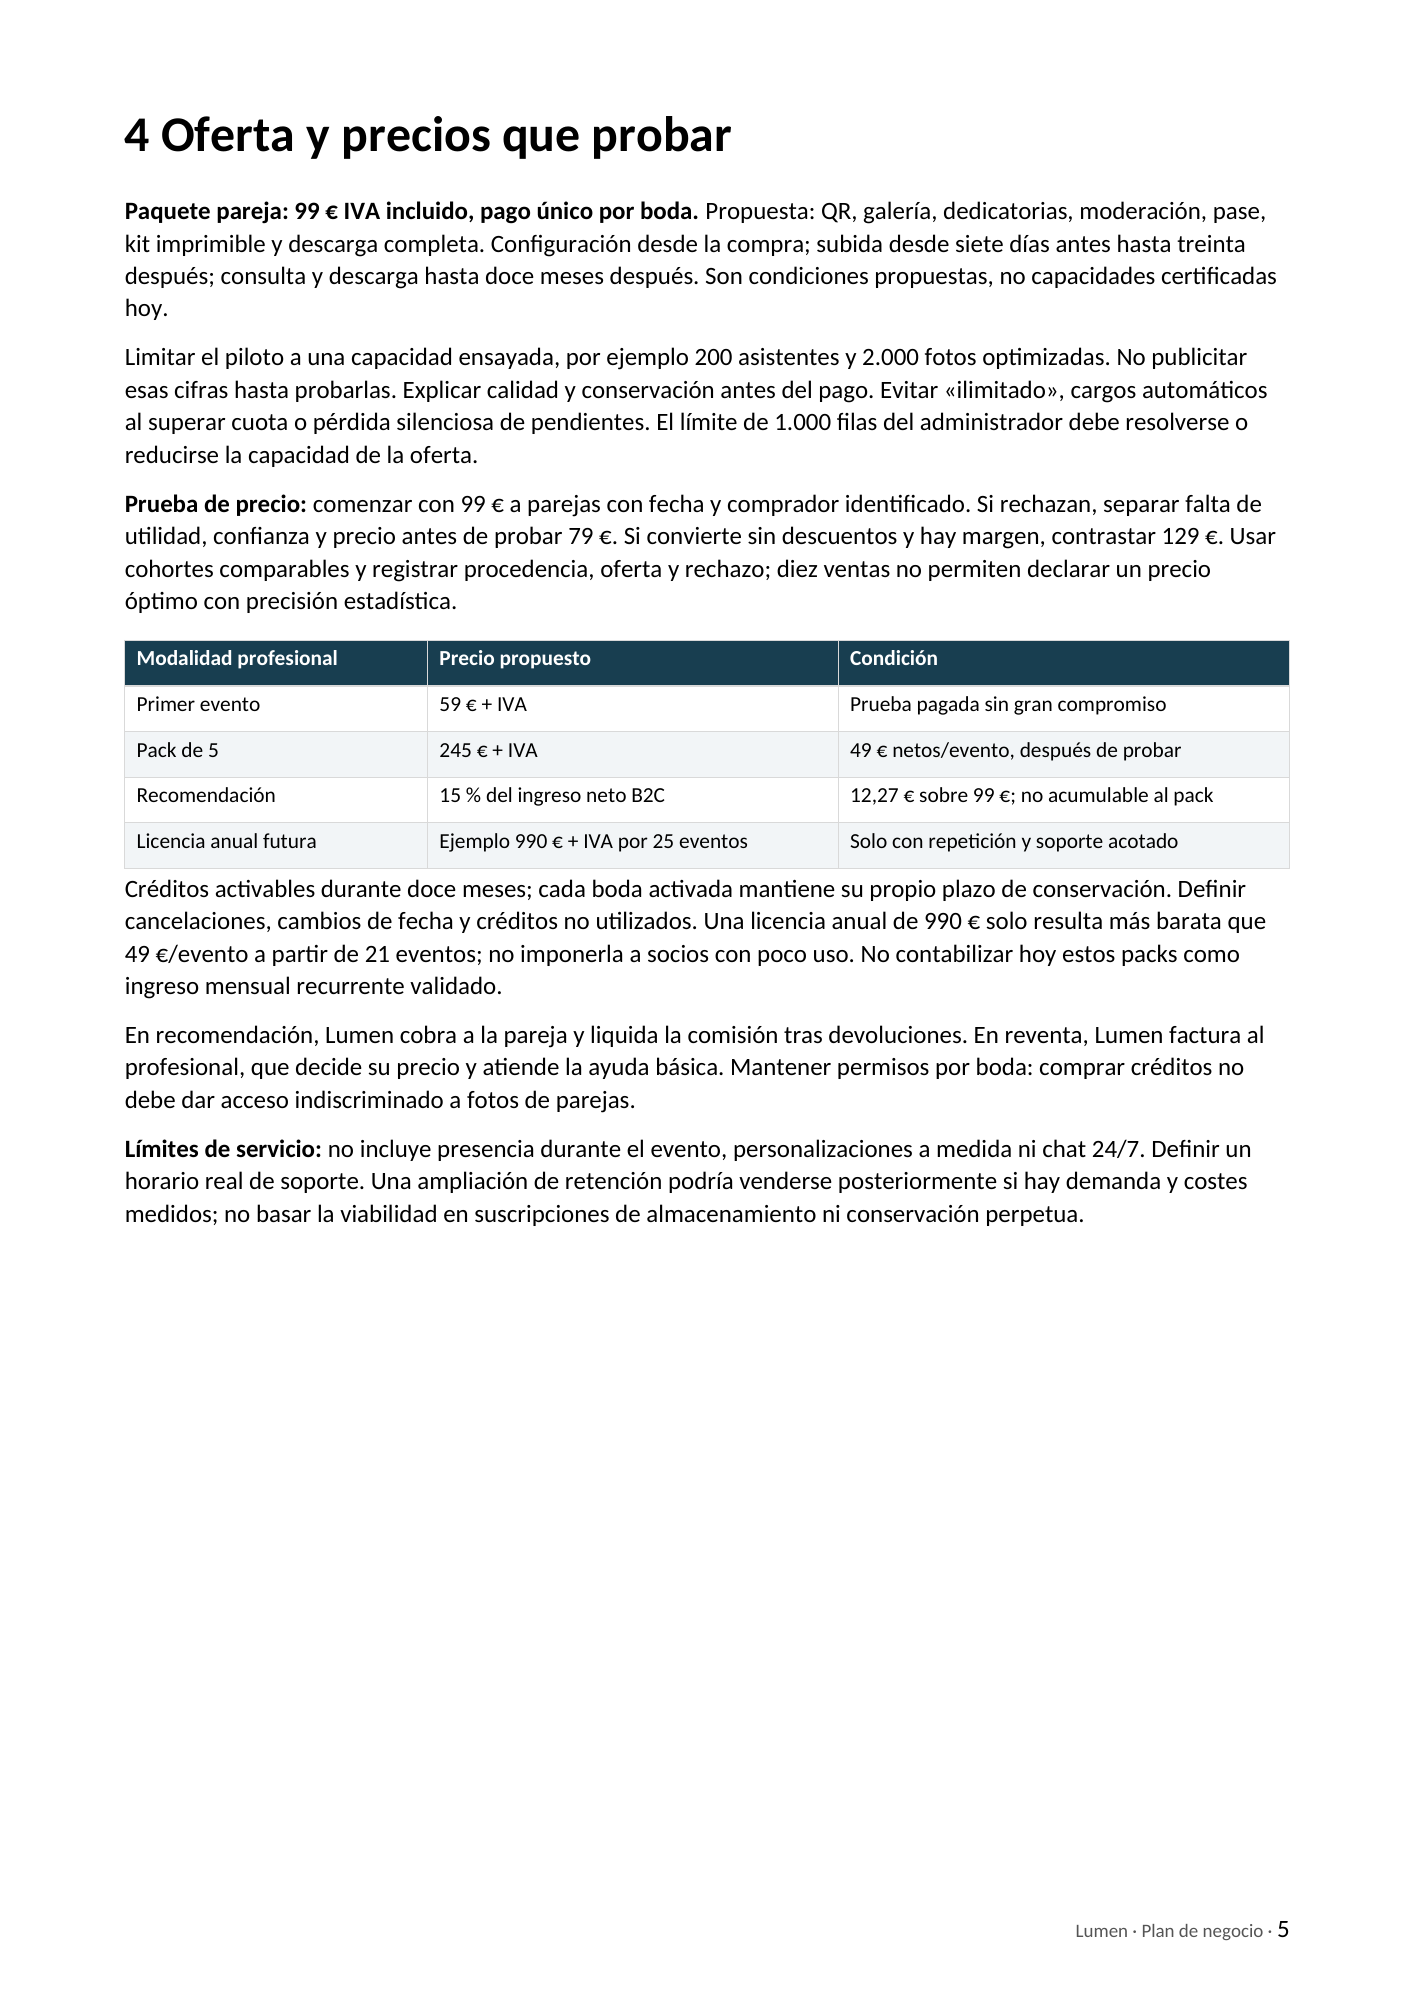 4 Oferta y precios que probar
Paquete pareja: 99 € IVA incluido, pago único por boda. Propuesta: QR, galería, dedicatorias, moderación, pase,
kit imprimible y descarga completa. Configuración desde la compra; subida desde siete días antes hasta treinta
después; consulta y descarga hasta doce meses después. Son condiciones propuestas, no capacidades certificadas
hoy.
Limitar el piloto a una capacidad ensayada, por ejemplo 200 asistentes y 2.000 fotos optimizadas. No publicitar
esas cifras hasta probarlas. Explicar calidad y conservación antes del pago. Evitar «ilimitado», cargos automáticos
al superar cuota o pérdida silenciosa de pendientes. El límite de 1.000 filas del administrador debe resolverse o
reducirse la capacidad de la oferta.
Prueba de precio: comenzar con 99 € a parejas con fecha y comprador identificado. Si rechazan, separar falta de
utilidad, confianza y precio antes de probar 79 €. Si convierte sin descuentos y hay margen, contrastar 129 €. Usar
cohortes comparables y registrar procedencia, oferta y rechazo; diez ventas no permiten declarar un precio
óptimo con precisión estadística.
Modalidad profesional Precio propuesto Condición
Primer evento 59 € + IVA Prueba pagada sin gran compromiso
Pack de 5 245 € + IVA 49 € netos/evento, después de probar
Recomendación 15 % del ingreso neto B2C 12,27 € sobre 99 €; no acumulable al pack
Licencia anual futura Ejemplo 990 € + IVA por 25 eventos Solo con repetición y soporte acotado
Créditos activables durante doce meses; cada boda activada mantiene su propio plazo de conservación. Definir
cancelaciones, cambios de fecha y créditos no utilizados. Una licencia anual de 990 € solo resulta más barata que
49 €/evento a partir de 21 eventos; no imponerla a socios con poco uso. No contabilizar hoy estos packs como
ingreso mensual recurrente validado.
En recomendación, Lumen cobra a la pareja y liquida la comisión tras devoluciones. En reventa, Lumen factura al
profesional, que decide su precio y atiende la ayuda básica. Mantener permisos por boda: comprar créditos no
debe dar acceso indiscriminado a fotos de parejas.
Límites de servicio: no incluye presencia durante el evento, personalizaciones a medida ni chat 24/7. Definir un
horario real de soporte. Una ampliación de retención podría venderse posteriormente si hay demanda y costes
medidos; no basar la viabilidad en suscripciones de almacenamiento ni conservación perpetua.
Lumen · Plan de negocio · 5